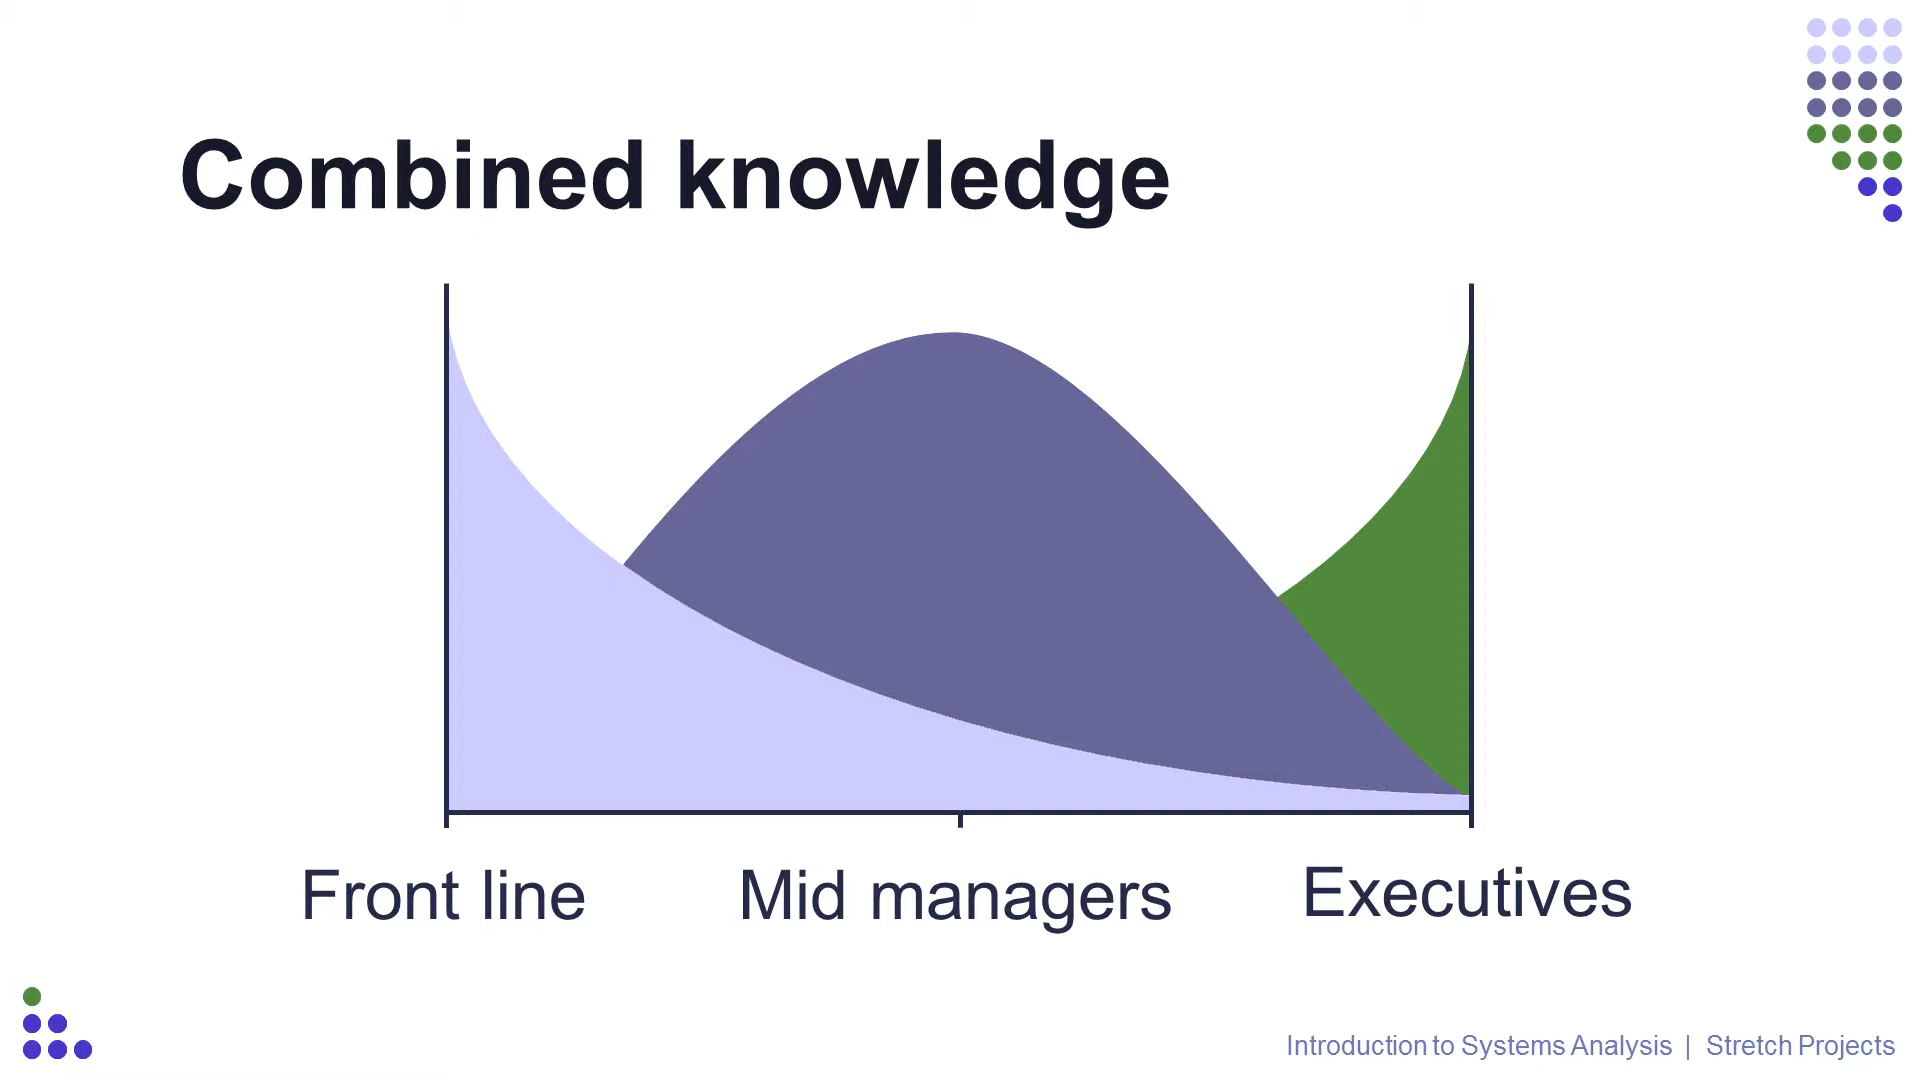 Combined knowledge
Front line
Mid managers
Executives
Introduction to Systems Analysis | Stretch Projects